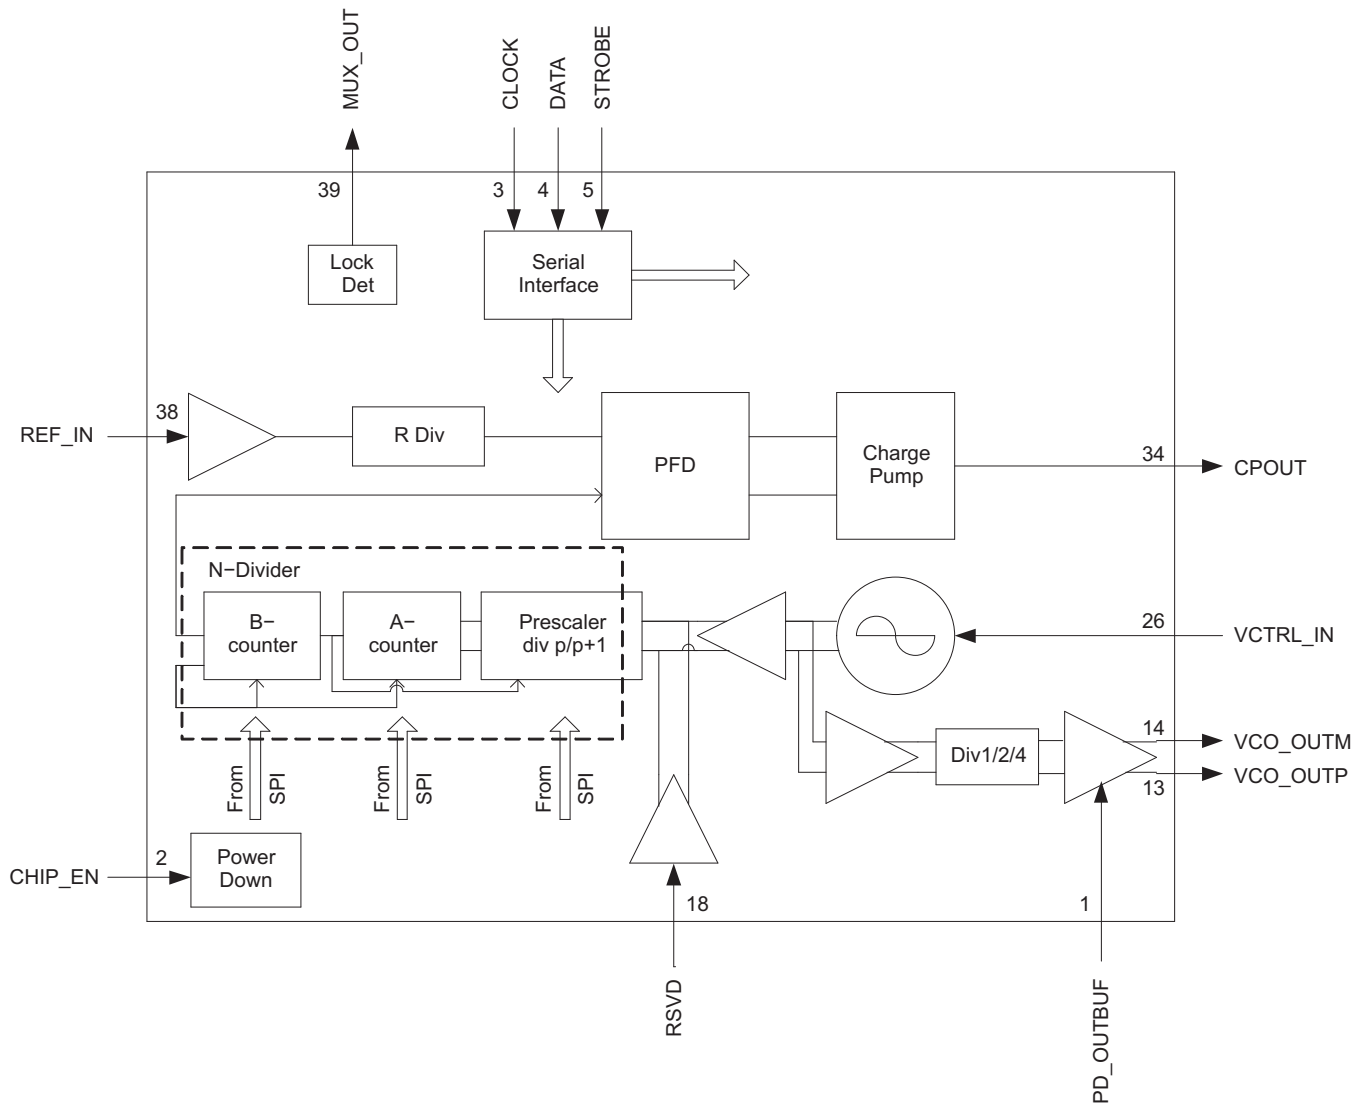 MUX_OUT
CLOCK
DATA
STROBE
39
3
4
5
Lock
Det
Serial
Interface
REF_IN
38
R Div
PFD
Charge
Pump
34
CPOUT
N−Divider
B−
counter
A−
counter
Prescaler
div p/p+1
26
VCTRL_IN
From
SPI
From
SPI
From
SPI
Div1/2/4
14
VCO_OUTM
13
VCO_OUTP
CHIP_EN
2
Power
Down
18
1
RSVD
PD_OUTBUF